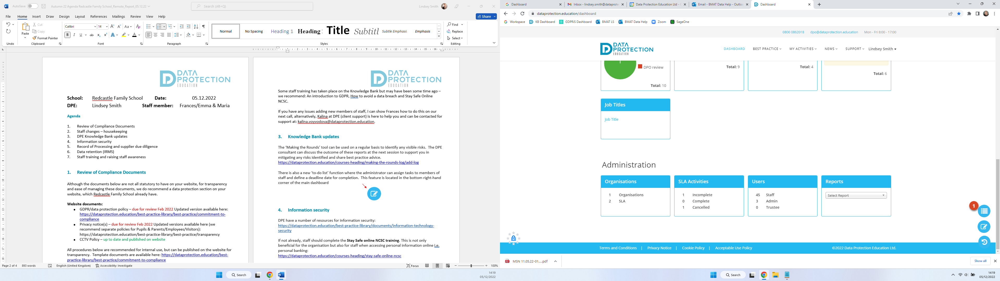 AutoSave
Autumn 22 Agenda Redcastle Family School_Remote_Report_05.12.22
Search (Alt+Q)
Lindsey Smith
File Home Insert Draw Design Layout References Mailings Review View Help
Share
Cut
Copy
Format Painter
Paste
Calibri 14
Normal No Spacing Heading 1 Heading Title Subtitl Subtle Emphasi Emphasis
Find
Replace
Select
Undo Clipboard Font Paragraph Styles Editing
DATA
PROTECTION
EDUCATION
School: Redcastle Family School Date: 05.12.2022
DPE: Lindsey Smith Staff member: Frances/Emma & Maria
Agenda
1. Review of Compliance Documents
2. Staff changes – housekeeping
3. DPE Knowledge Bank updates
4. Information security
5. Record of Processing and supplier due diligence
6. Data retention (IRMS)
7. Staff training and raising staff awareness
1. Review of Compliance Documents
Although the documents below are not all statutory to have on your website, for transparency
and ease of managing these documents, we do recommend a data protection section on your
website, which Redcastle Family School already have.
Website documents:
• GDPR/data protection policy – due for review Feb 2022 Updated version available here:
https://dataprotection.education/best-practice-library/best-practice/commitment-to-
compliance
• Privacy notice(s) – due for review Feb 2022 Updated versions available here (we
recommend separate policies for Pupils & Parents/Employees/Visitors):
https://dataprotection.education/best-practice-library/best-practice/transparency
• CCTV Policy – up to date and published on website
All procedures below are recommended for internal use, but can be published on the website for
transparency. Template documents are available here: https://dataprotection.education/best-
practice-library/best-practice/commitment-to-compliance
DATA
PROTECTION
EDUCATION
Some staff training has taken place on the Knowledge Bank but may have been some time ago –
we recommend: An introduction to GDPR, How to avoid a data breach and Stay Safe Online
NCSC.
If you have any issues adding new members of staff, I can show Frances how to do this on our
next call, alternatively, Kalina at DPE (client support) is here to help you and can be contacted for
support at: kalina.voyvodova@dataprotection.education.
3. Knowledge Bank updates
The ‘Making the Rounds’ tool can be used on a regular basis to identify any visible risks. The DPE
consultant can discuss the outcome of these reports at the next session to support you in
mitigating any risks identified and share best practice advice.
https://dataprotection.education/courses-heading/making-the-rounds-log/add-log
There is also a new ‘to-do list’ function where the administrator can assign tasks to members of
staff and define a deadline date for completion. This feature is located in the bottom right-hand
corner of the main dashboard
4. Information security
DPE have a number of resources for information security:
https://dataprotection.education/best-practice-library/documents/information-technology-
security
If not already, staff should complete the Stay Safe online NCSC training. This is not only
beneficial for the organisation but also for staff when accessing personal information online i.e.
personal banking:
https://dataprotection.education/courses-heading/stay-safe-online-ncsc
Page 2 of 4 893 words English (United Kingdom) Accessibility: Investigate Focus 100%
Search
14:19
05/12/2022
Dashboard
Inbox - lindsey.smith@dataprote
Data Protection Education Ltd - C
Email - BMAT Data Help - Outloo
Dashboard
dataprotection.education/dashboard
Workspace KB Dashboard GDPRiS Dashboard BMAT LS BMAT Data Help Zoom SageOne
0800 0862018 dpo@dataprotection.education Mon - Fri 8:00 - 17:00
DATA
PROTECTION
EDUCATION
DASHBOARD BEST PRACTICE MY ACTIVITIES NEWS SUPPORT Lindsey Smith
1
DPO review
Total: 10
Total: 9
Total: 4
Total: 6
Job Titles
Job Title
Administration
Organisations
1 Organisations
2 SLA
SLA Activities
1 Incomplete
0 Complete
1 Cancelled
Users
45 Staff
3 Admin
0 Trustee
Reports
Select Report
1
Terms and Conditions | Privacy Notice | Cookie Policy | Acceptable Use Policy
©2022 Data Protection Education Ltd.
MSN 11.05.22-01.....pdf
Show all
Search
14:19
05/12/2022